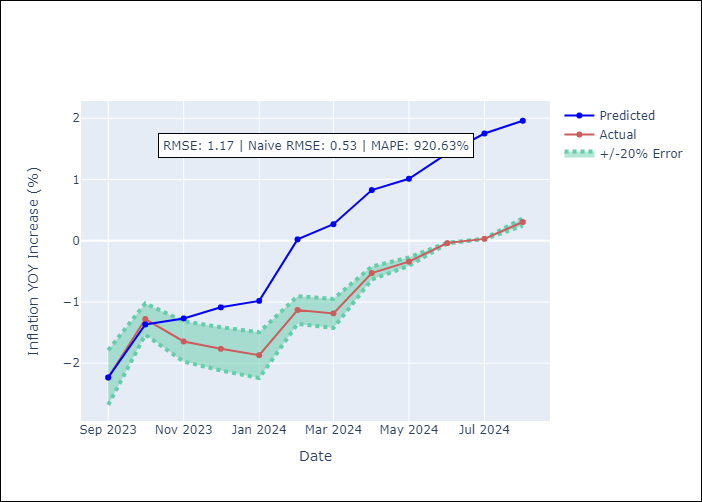 RMSE: 1.17 | Naive RMSE: 0.53 | MAPE: 920.63%
Predicted
Actual
+/-20% Error
2
1
0
−1
−2
Inflation YOY Increase (%)
Sep 2023
Nov 2023
Jan 2024
Mar 2024
May 2024
Jul 2024
Date